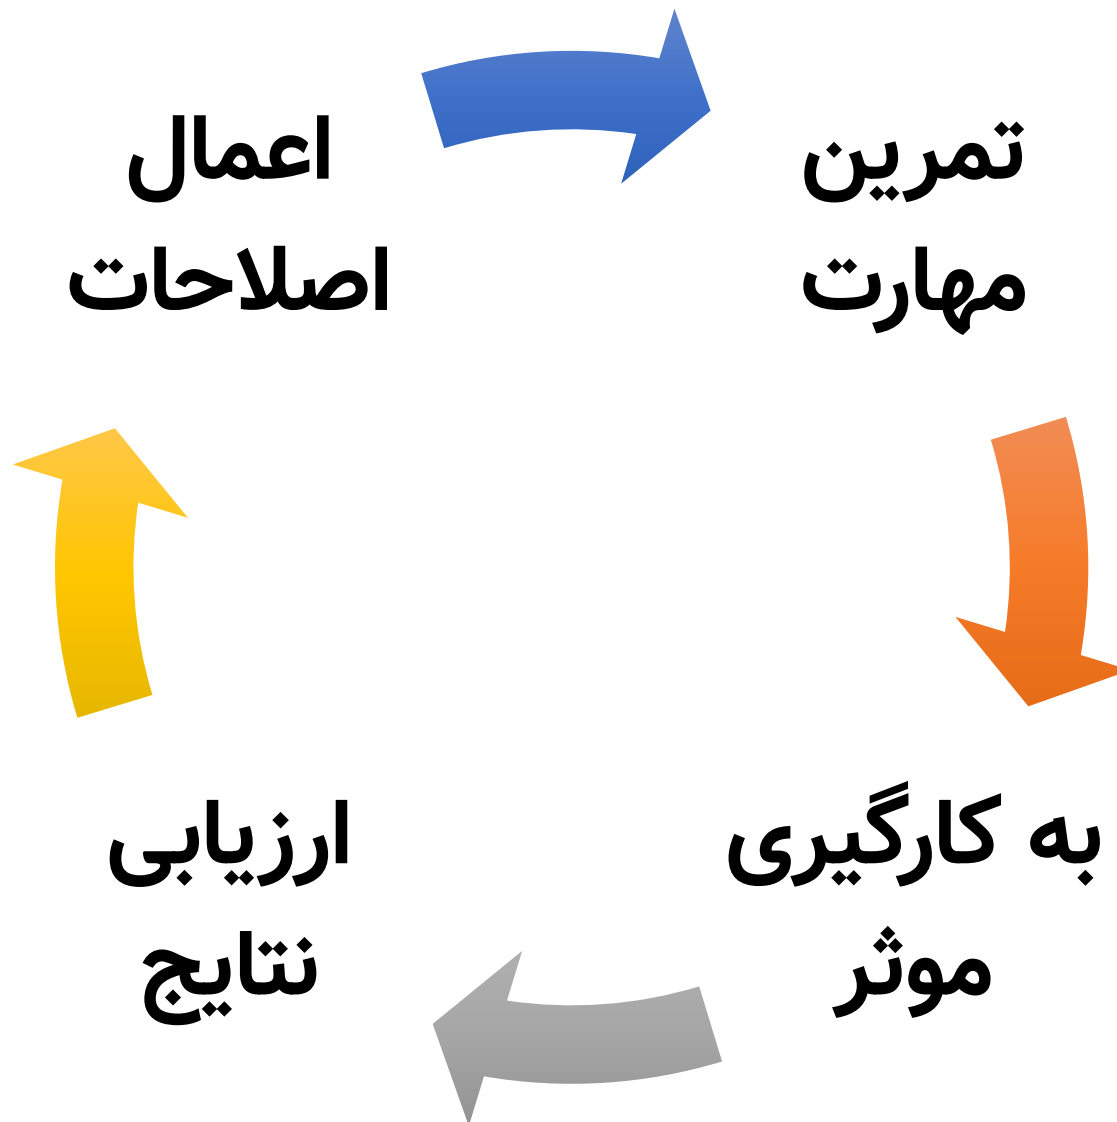 تمرین
مهارت
به کارگیری
موثر
ارزیابی
نتایج
اعمال
اصلاحات